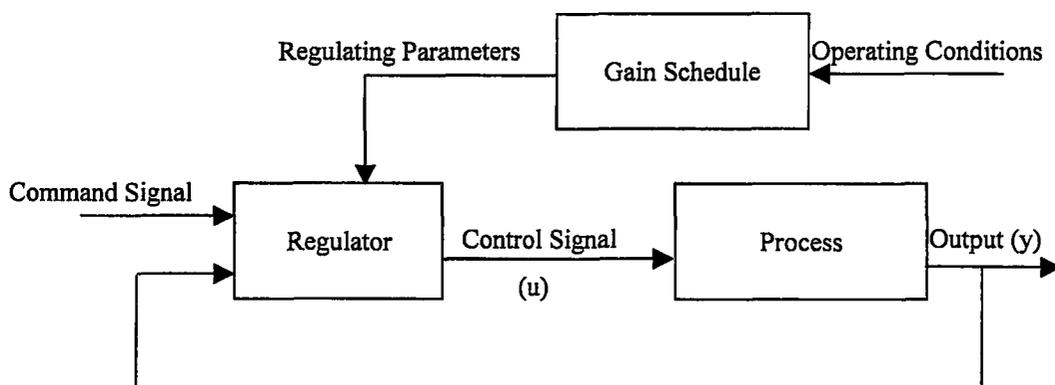 Regulating Parameters
Operating Conditions
Gain Schedule
Command Signal
Regulator
Control Signal
(u)
Process
Output (y)